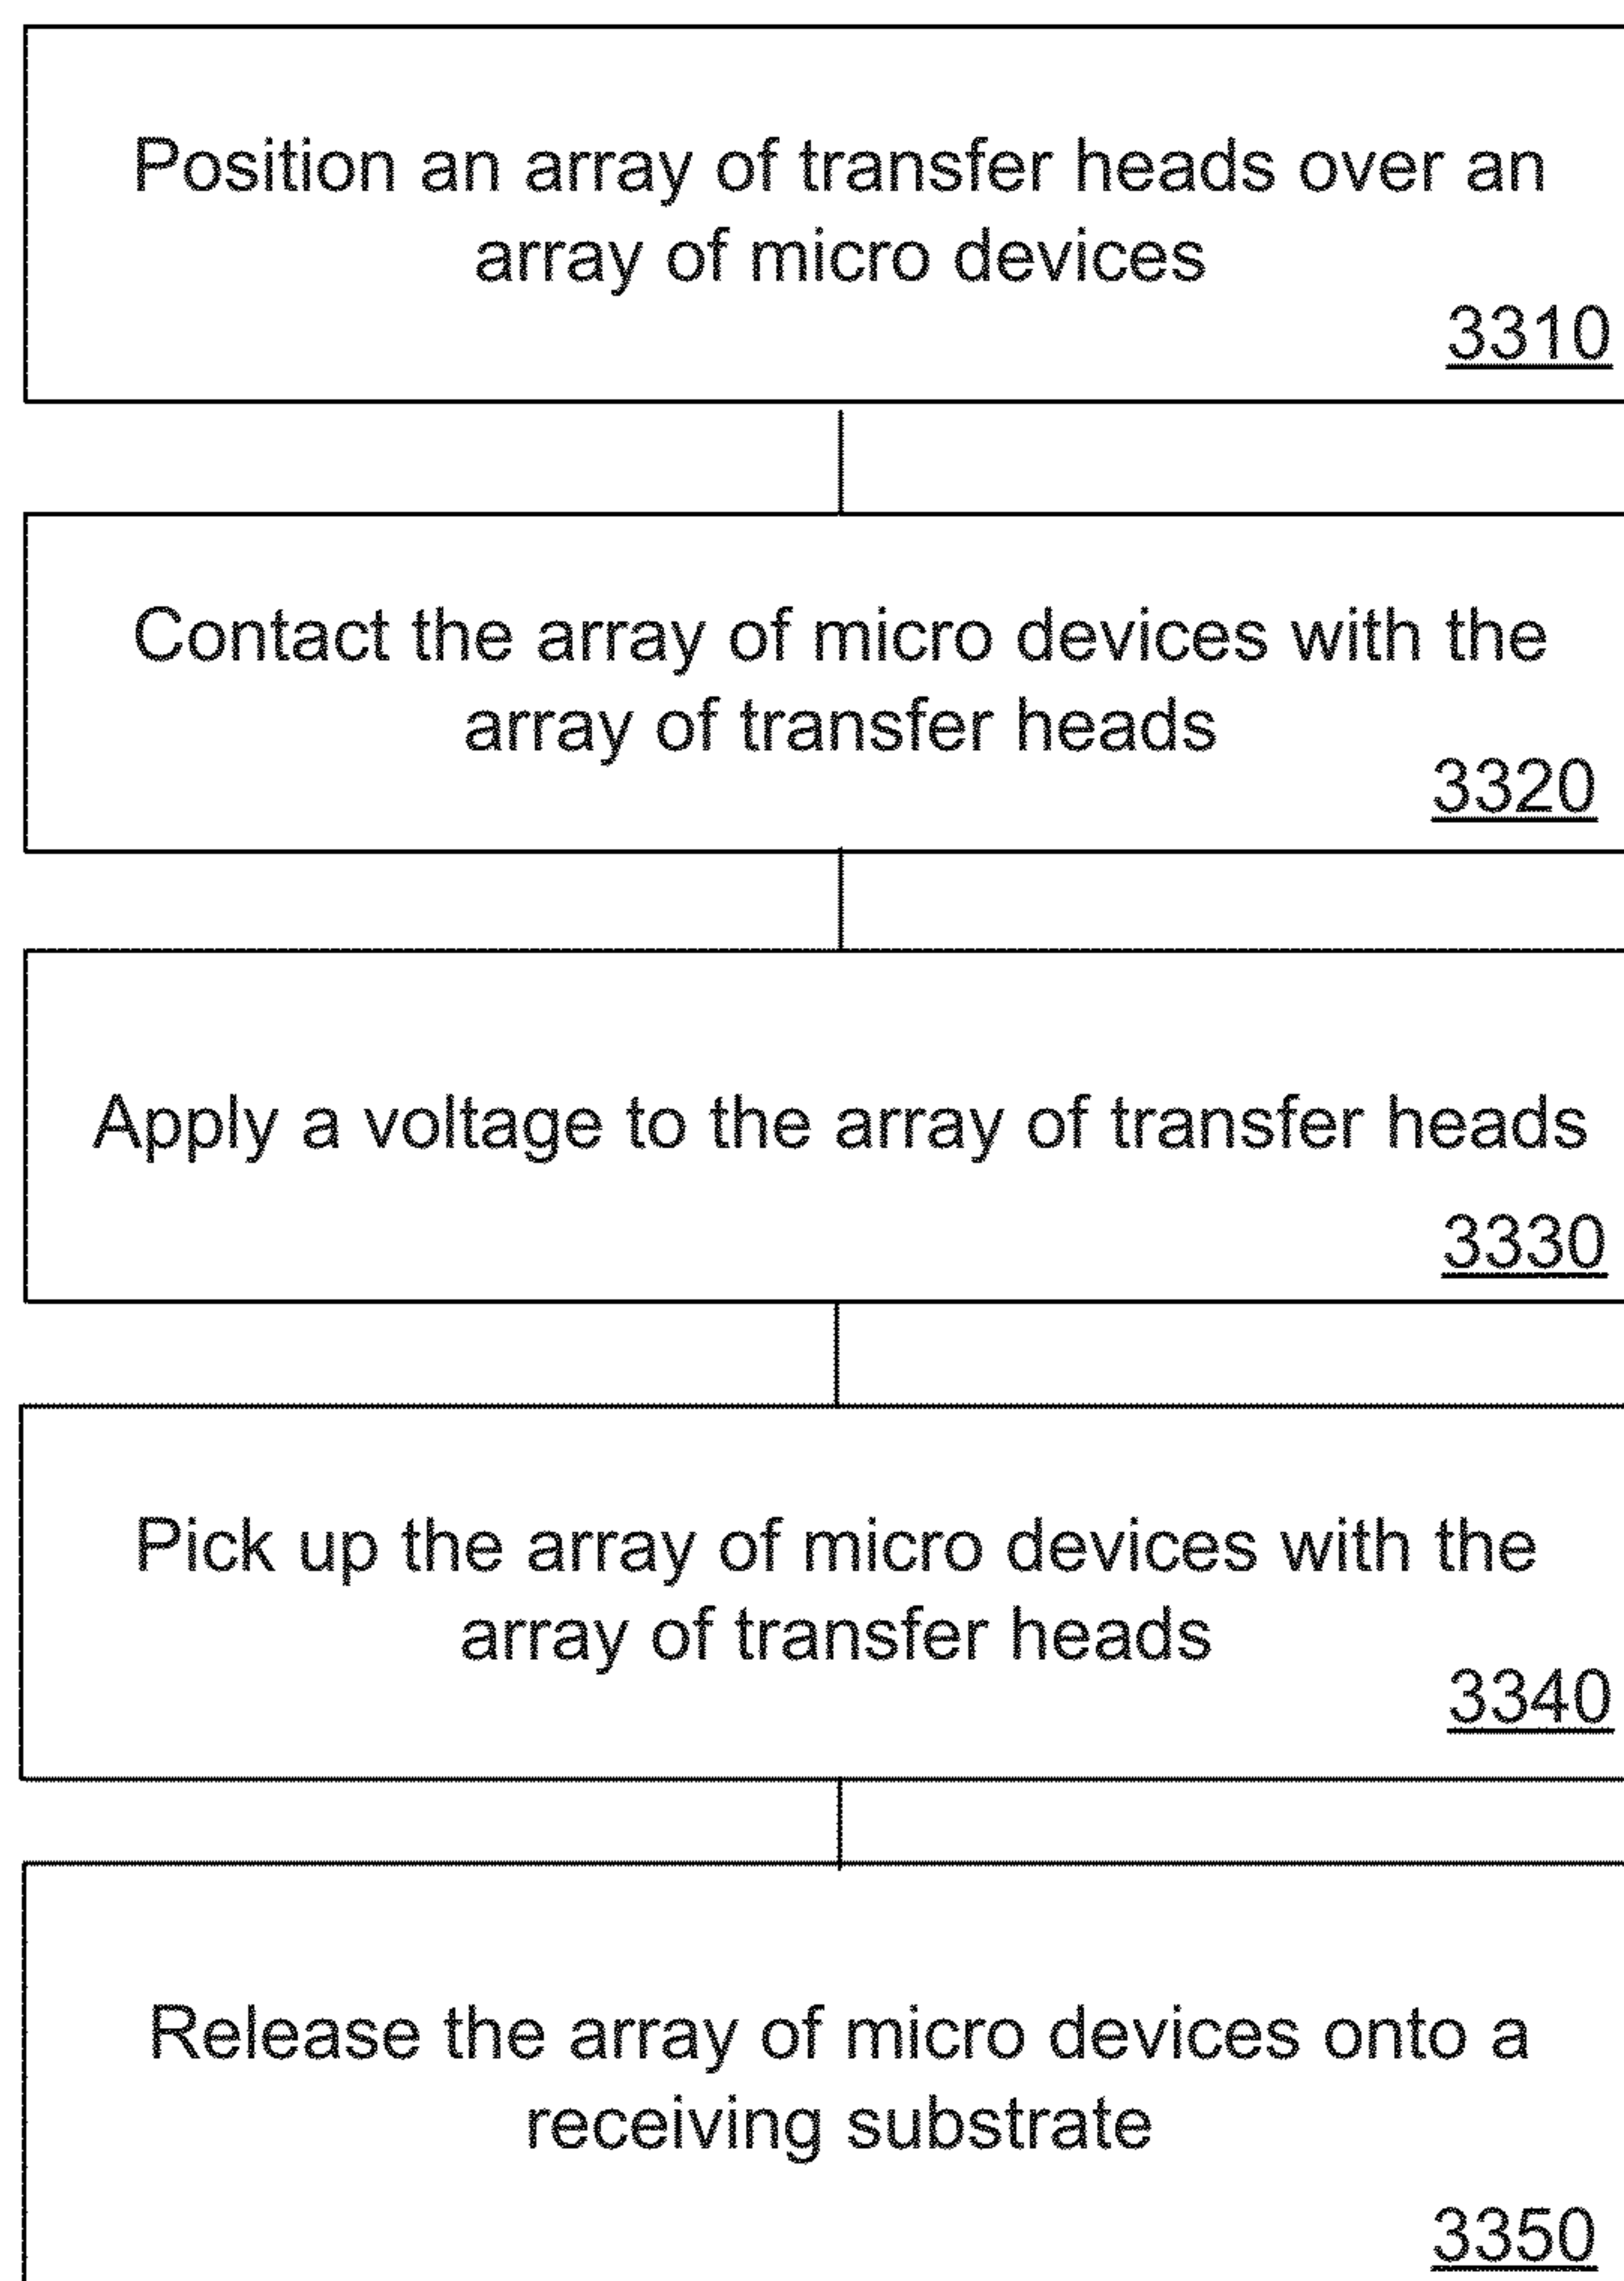 Position an array of transfer heads over an
array of micro devices
3310
Contact the array of micro devices with the
array of transfer heads
3320
Apply a voltage to the array of transfer heads
3330
Pick up the array of micro devices with the
array of transfer heads
3340
Release the array of micro devices onto a
receiving substrate
3350